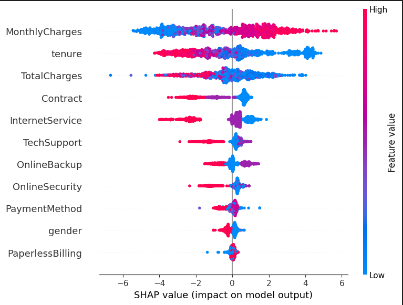 High
MonthlyCharges
tenure
TotalCharges
Contract
InternetService
TechSupport
OnlineBackup
OnlineSecurity
PaymentMethod
gender
PaperlessBilling
Feature value
Low
−6 −4 −2 0 2 4 6
SHAP value (impact on model output)